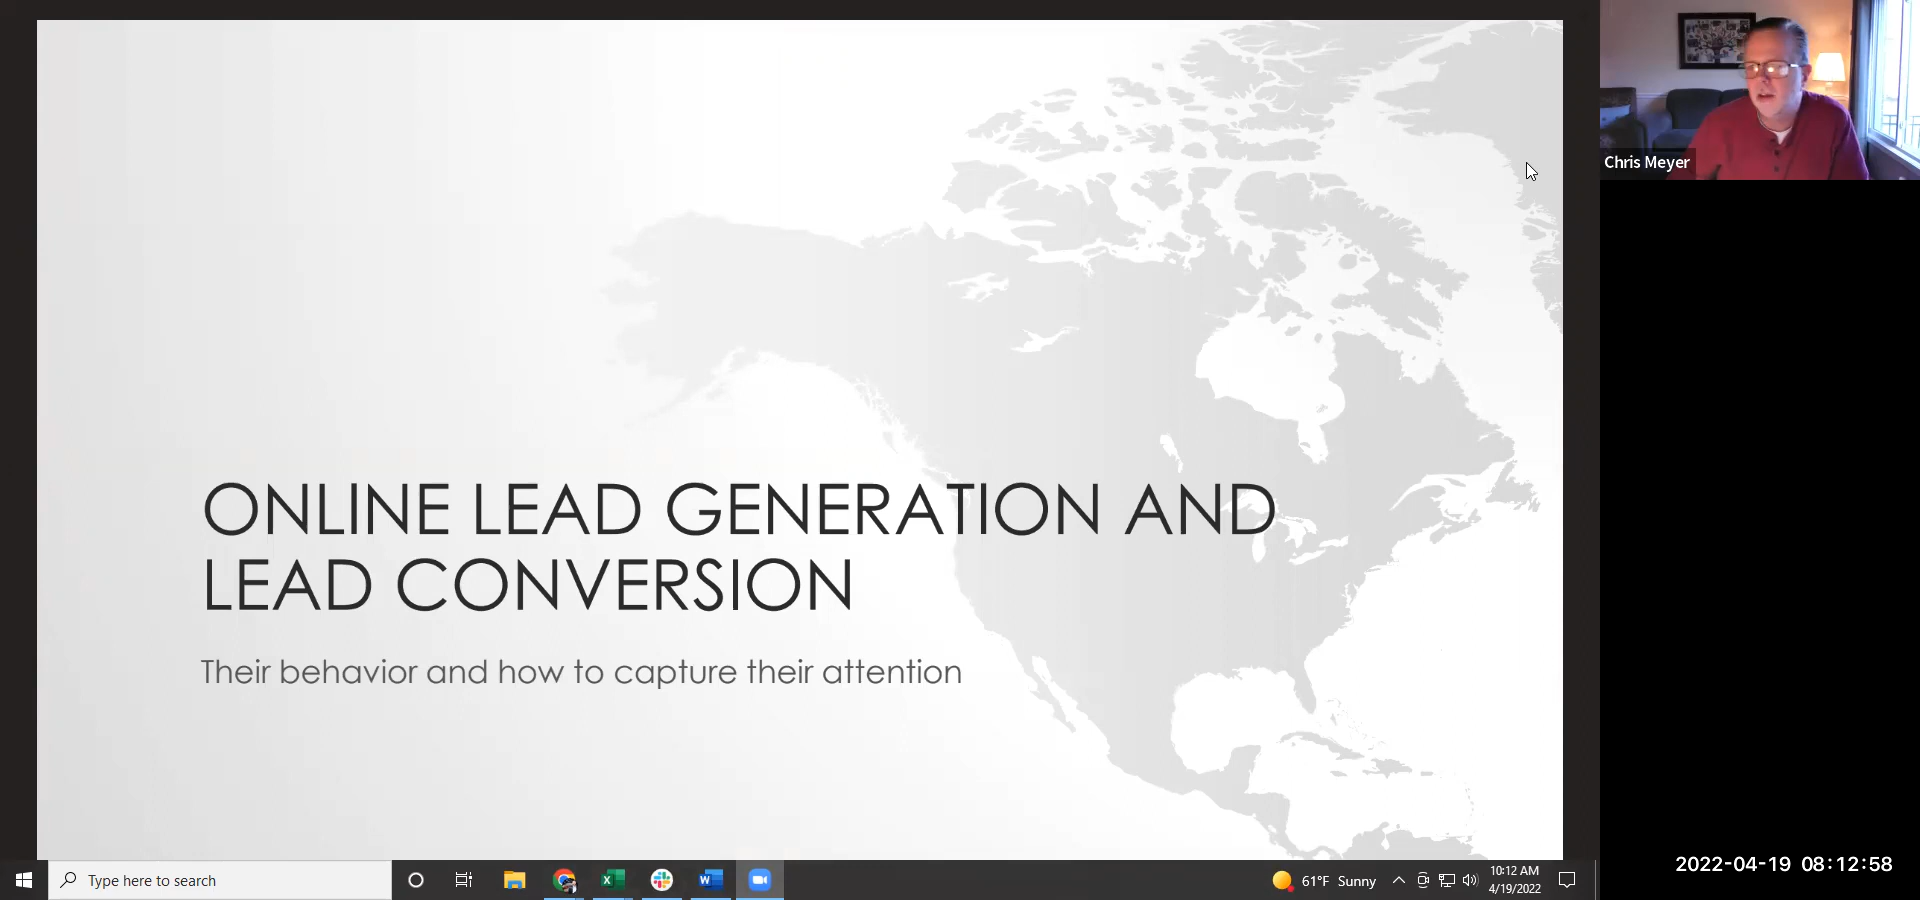 ONLINE LEAD GENERATION AND
LEAD CONVERSION
Their behavior and how to capture their attention
Chris Meyer
Type here to search
61°F Sunny
10:12 AM
4/19/2022
2022-04-19 08:12:58